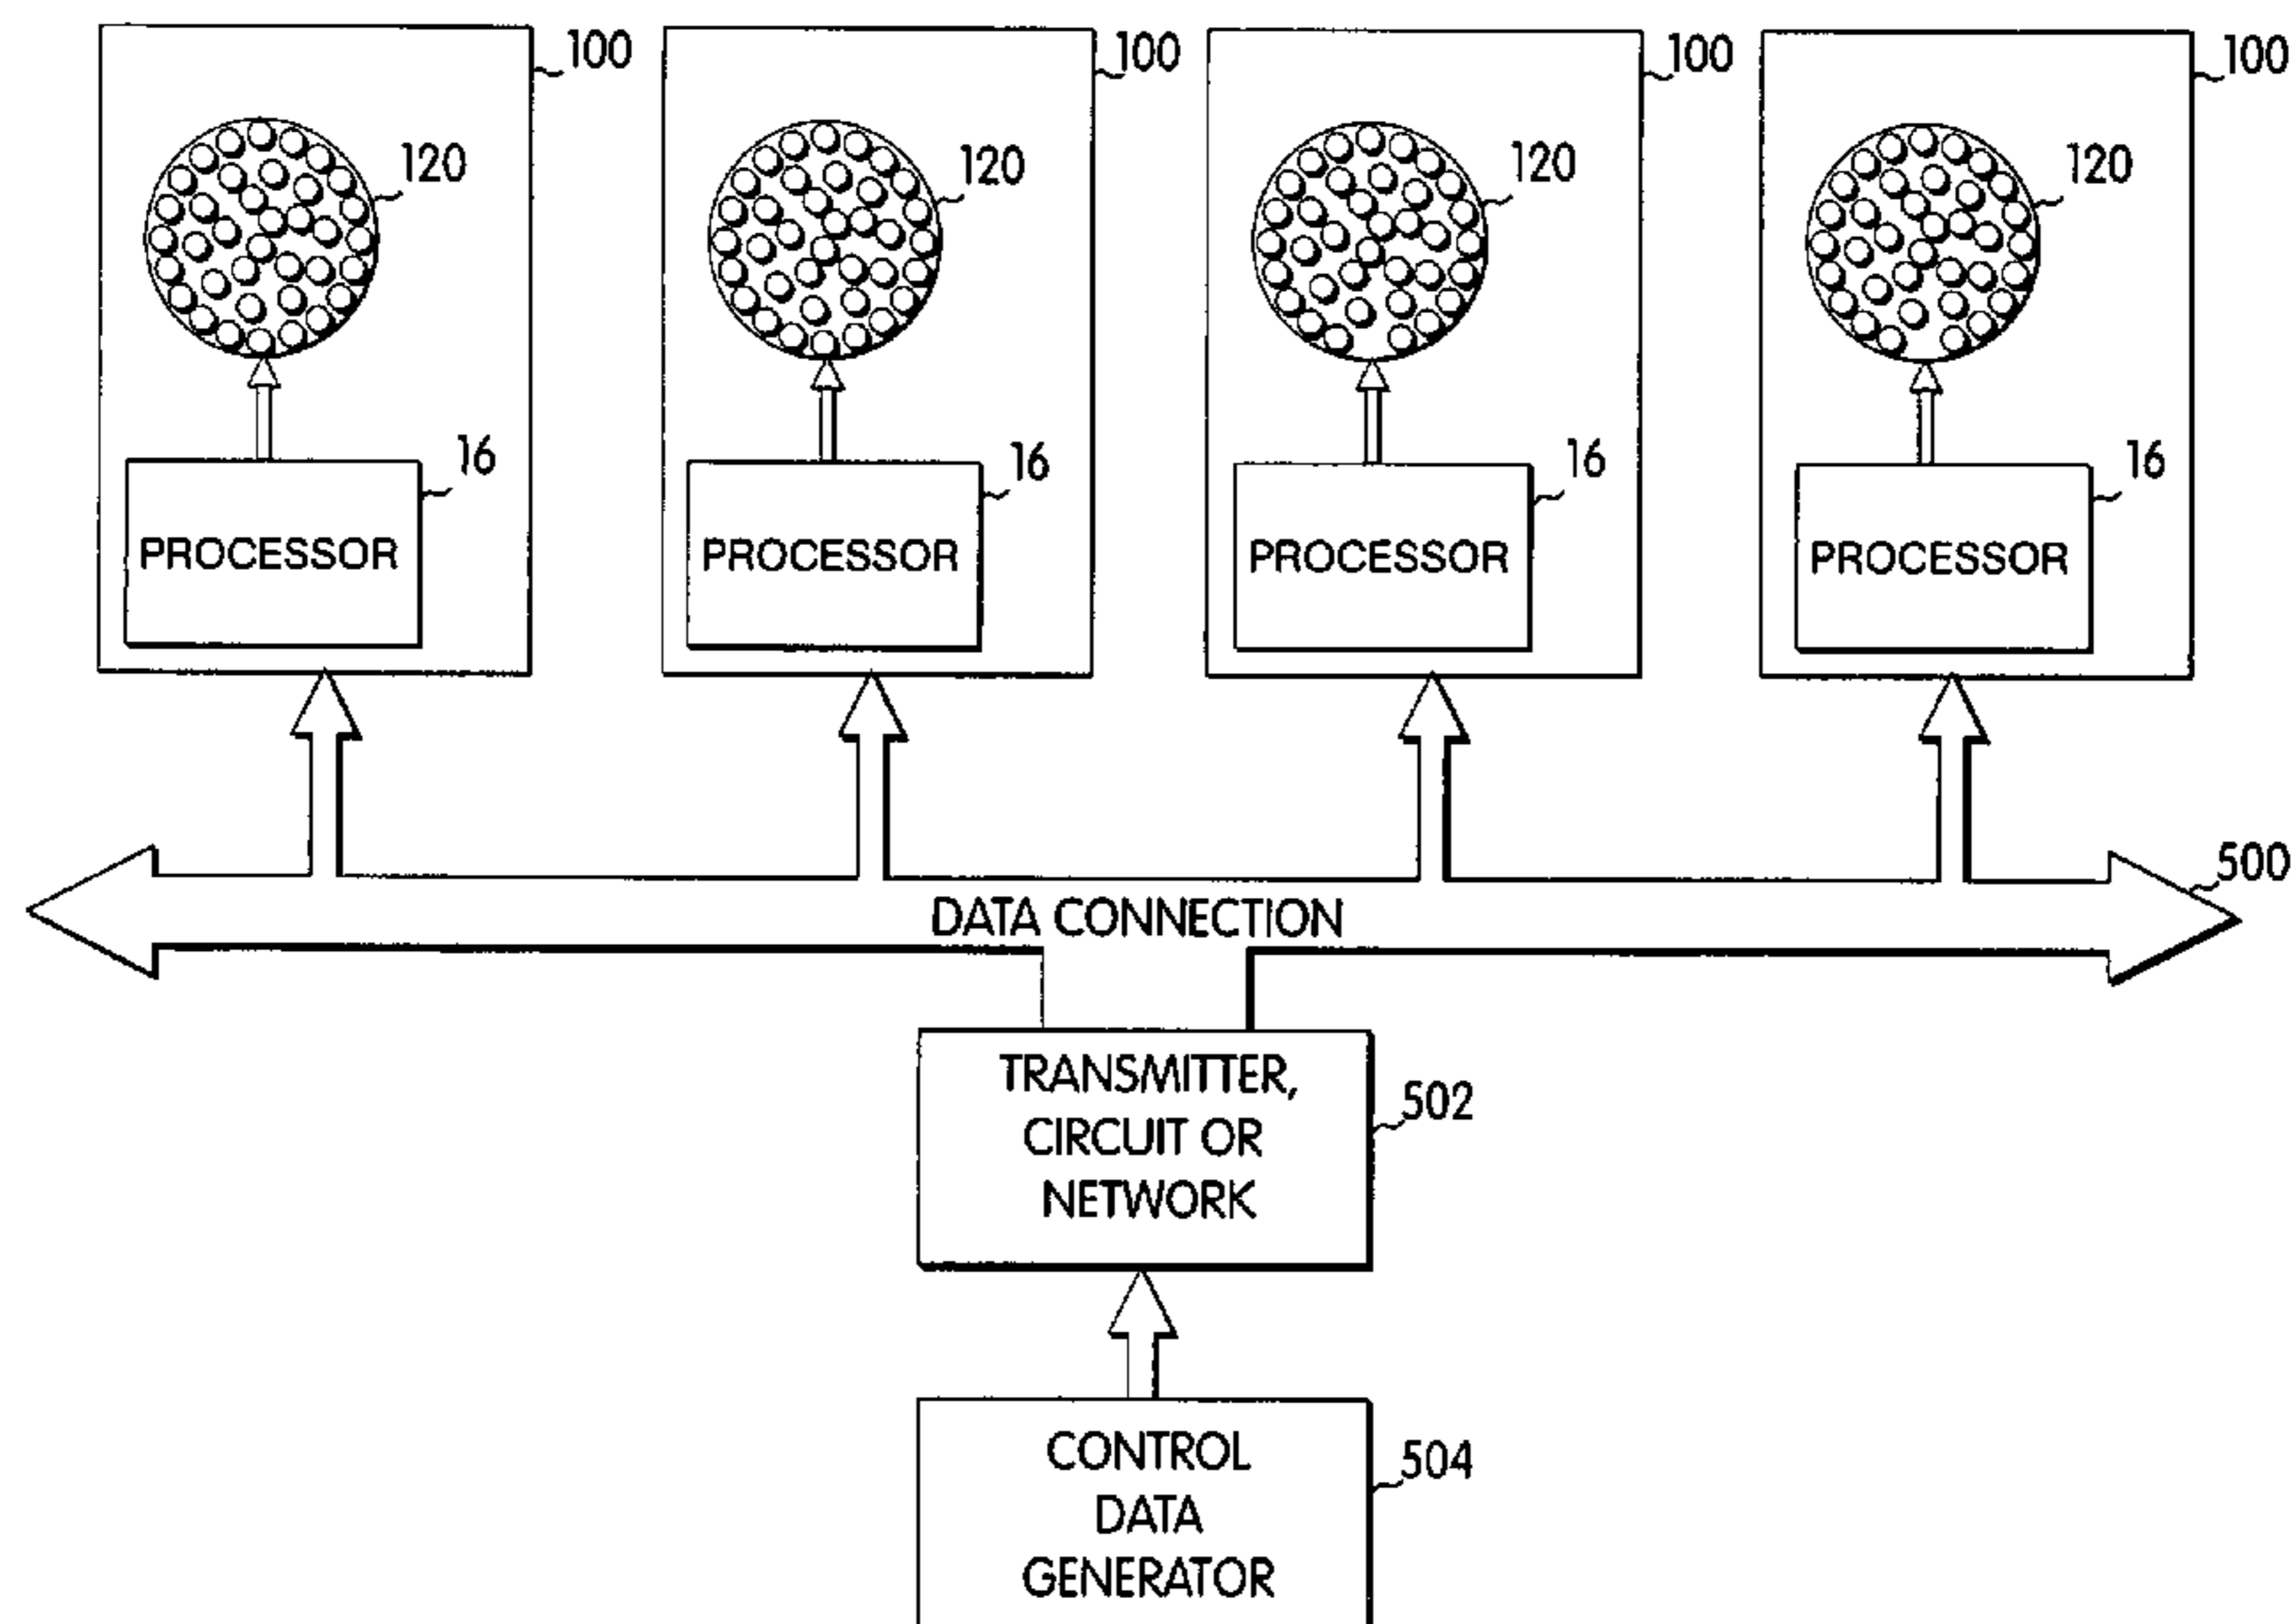 100 100 100 100
120 120 120 120
16 16 16 16
PROCESSOR PROCESSOR PROCESSOR PROCESSOR
500
DATA CONNECTION
TRANSMITTER,
CIRCUIT OR
NETWORK
502
CONTROL
DATA
GENERATOR
504